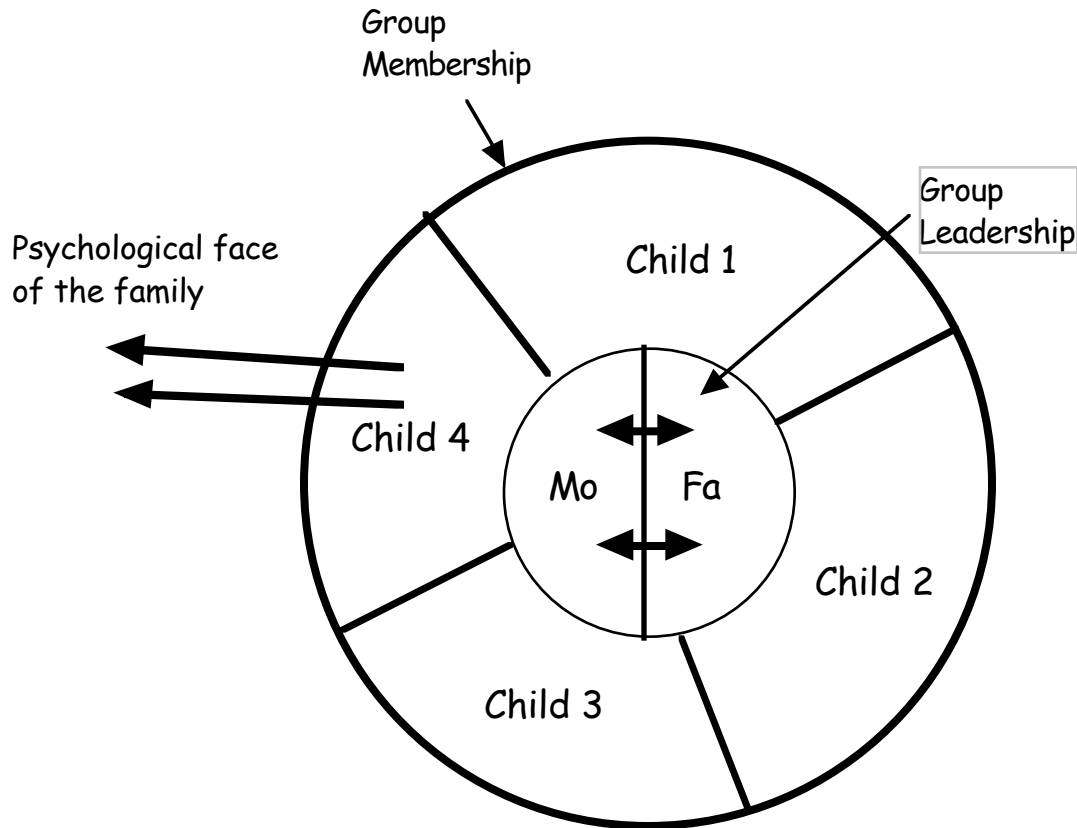 Group
Membership
Group
Leadership
Psychological face
of the family
Child 1
Child 4
Mo
Fa
Child 2
Child 3